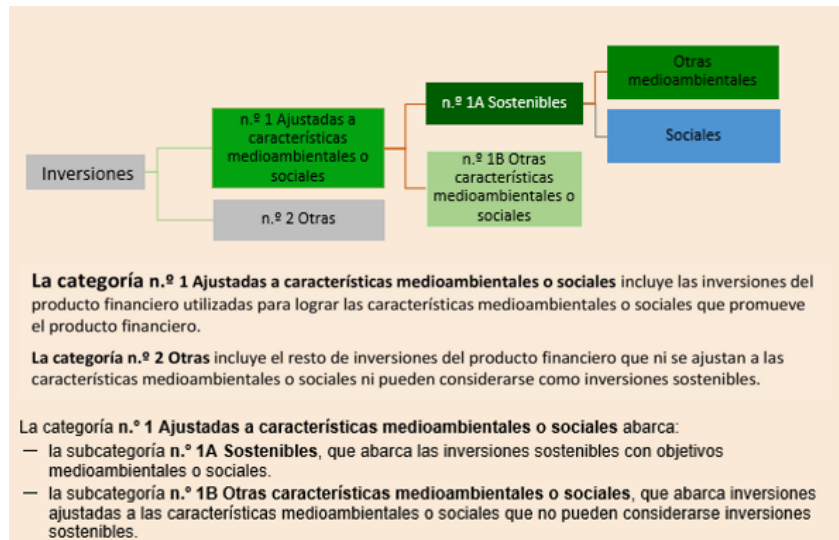 Otras
medioambientales
n.º 1A Sostenibles
n.º 1 Ajustadas a
características
medioambientales o
sociales
Sociales
n.º 1B Otras
características
medioambientales o
sociales
Inversiones
n.º 2 Otras
La categoría n.º 1 Ajustadas a características medioambientales o sociales incluye las inversiones del
producto financiero utilizadas para lograr las características medioambientales o sociales que promueve
el producto financiero.
La categoría n.º 2 Otras incluye el resto de inversiones del producto financiero que ni se ajustan a las
características medioambientales o sociales ni pueden considerarse como inversiones sostenibles.
La categoría n.º 1 Ajustadas a características medioambientales o sociales abarca:
— la subcategoría n.º 1A Sostenibles, que abarca las inversiones sostenibles con objetivos
medioambientales o sociales.
— la subcategoría n.º 1B Otras características medioambientales o sociales, que abarca inversiones
ajustadas a las características medioambientales o sociales que no pueden considerarse inversiones
sostenibles.